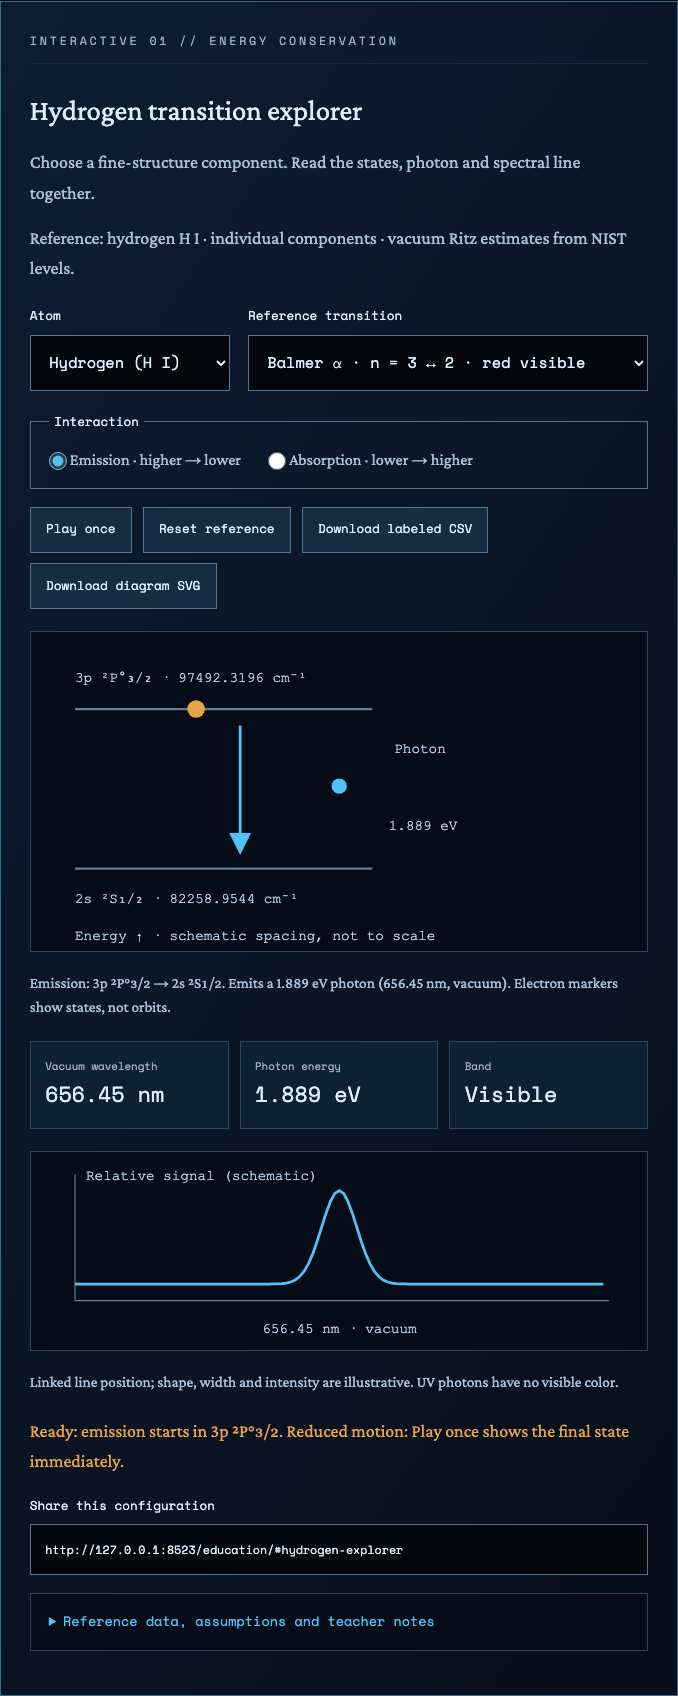 INTERACTIVE 01 // ENERGY CONSERVATION
Hydrogen transition explorer
Choose a fine-structure component. Read the states, photon and spectral line
together.
Reference: hydrogen H I · individual components · vacuum Ritz estimates from NIST
levels.
Atom
Reference transition
Hydrogen (H I)
Balmer α · n = 3 ↔ 2 · red visible
Interaction
Emission · higher → lower
Absorption · lower → higher
Play once
Reset reference
Download labeled CSV
Download diagram SVG
3p ²P°₃/₂ · 97492.3196 cm⁻¹
Photon
1.889 eV
2s ²S₁/₂ · 82258.9544 cm⁻¹
Energy ↑ · schematic spacing, not to scale
Emission: 3p ²P°3/2 → 2s ²S1/2. Emits a 1.889 eV photon (656.45 nm, vacuum). Electron markers
show states, not orbits.
Vacuum wavelength
656.45 nm
Photon energy
1.889 eV
Band
Visible
Relative signal (schematic)
656.45 nm · vacuum
Linked line position; shape, width and intensity are illustrative. UV photons have no visible color.
Ready: emission starts in 3p ²P°3/2. Reduced motion: Play once shows the final state
immediately.
Share this configuration
http://127.0.0.1:8523/education/#hydrogen-explorer
▶ Reference data, assumptions and teacher notes